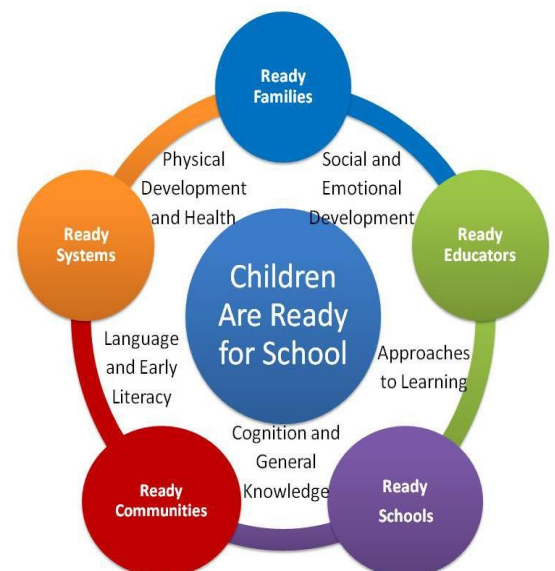 Ready
Families
Physical
Development
and Health
Social and
Emotional
Development
Ready
Systems
Ready
Educators
Children
Are Ready
for School
Language
and Early
Literacy
Approaches
to Learning
Cognition and
General
Knowledge
Ready
Communities
Ready
Schools